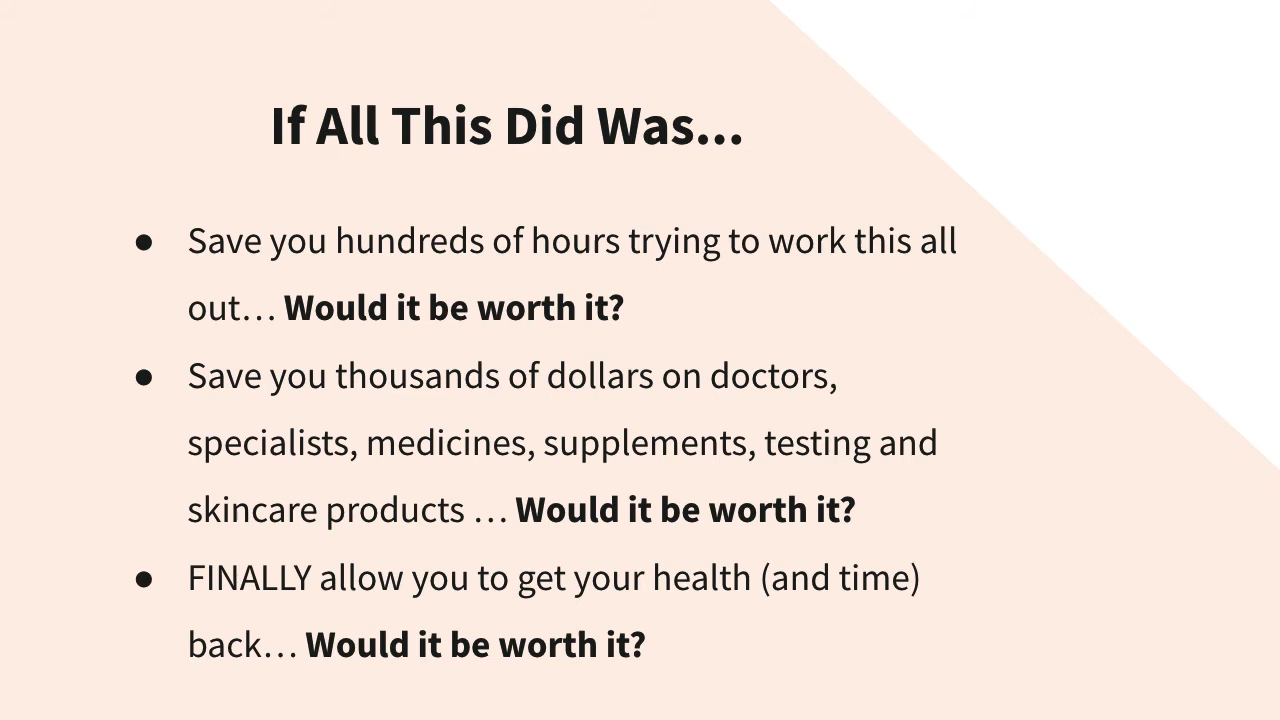 If All This Did Was...
● Save you hundreds of hours trying to work this all
out… Would it be worth it?
● Save you thousands of dollars on doctors,
specialists, medicines, supplements, testing and
skincare products … Would it be worth it?
● FINALLY allow you to get your health (and time)
back… Would it be worth it?